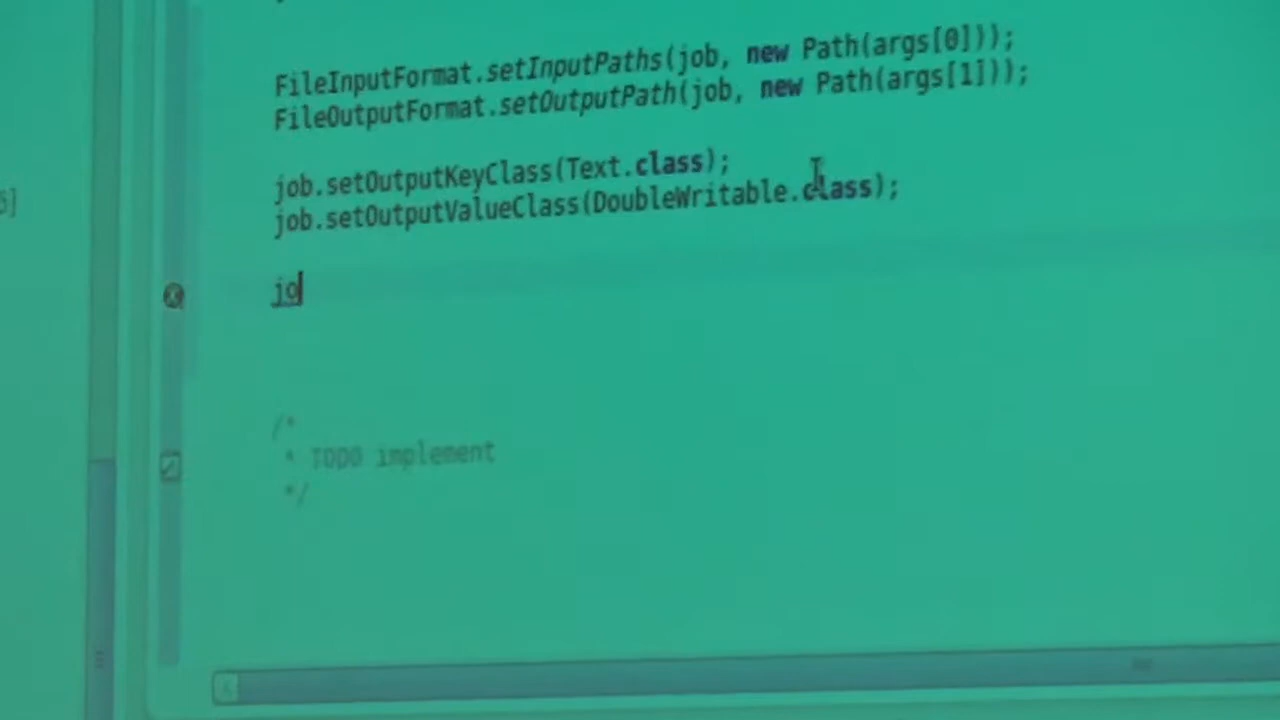 FileInputFormat.setInputPaths(job, new Path(args[0]));
FileOutputFormat.setOutputPath(job, new Path(args[1]));
job.setOutputKeyClass(Text.class);
job.setOutputValueClass(DoubleWritable.class);
jo
/*
* TODO implement
*/